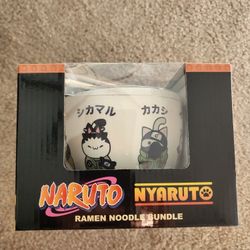 シカマル カカシ
NARUTO NYARUTO
RAMEN NOODLE BUNDLE